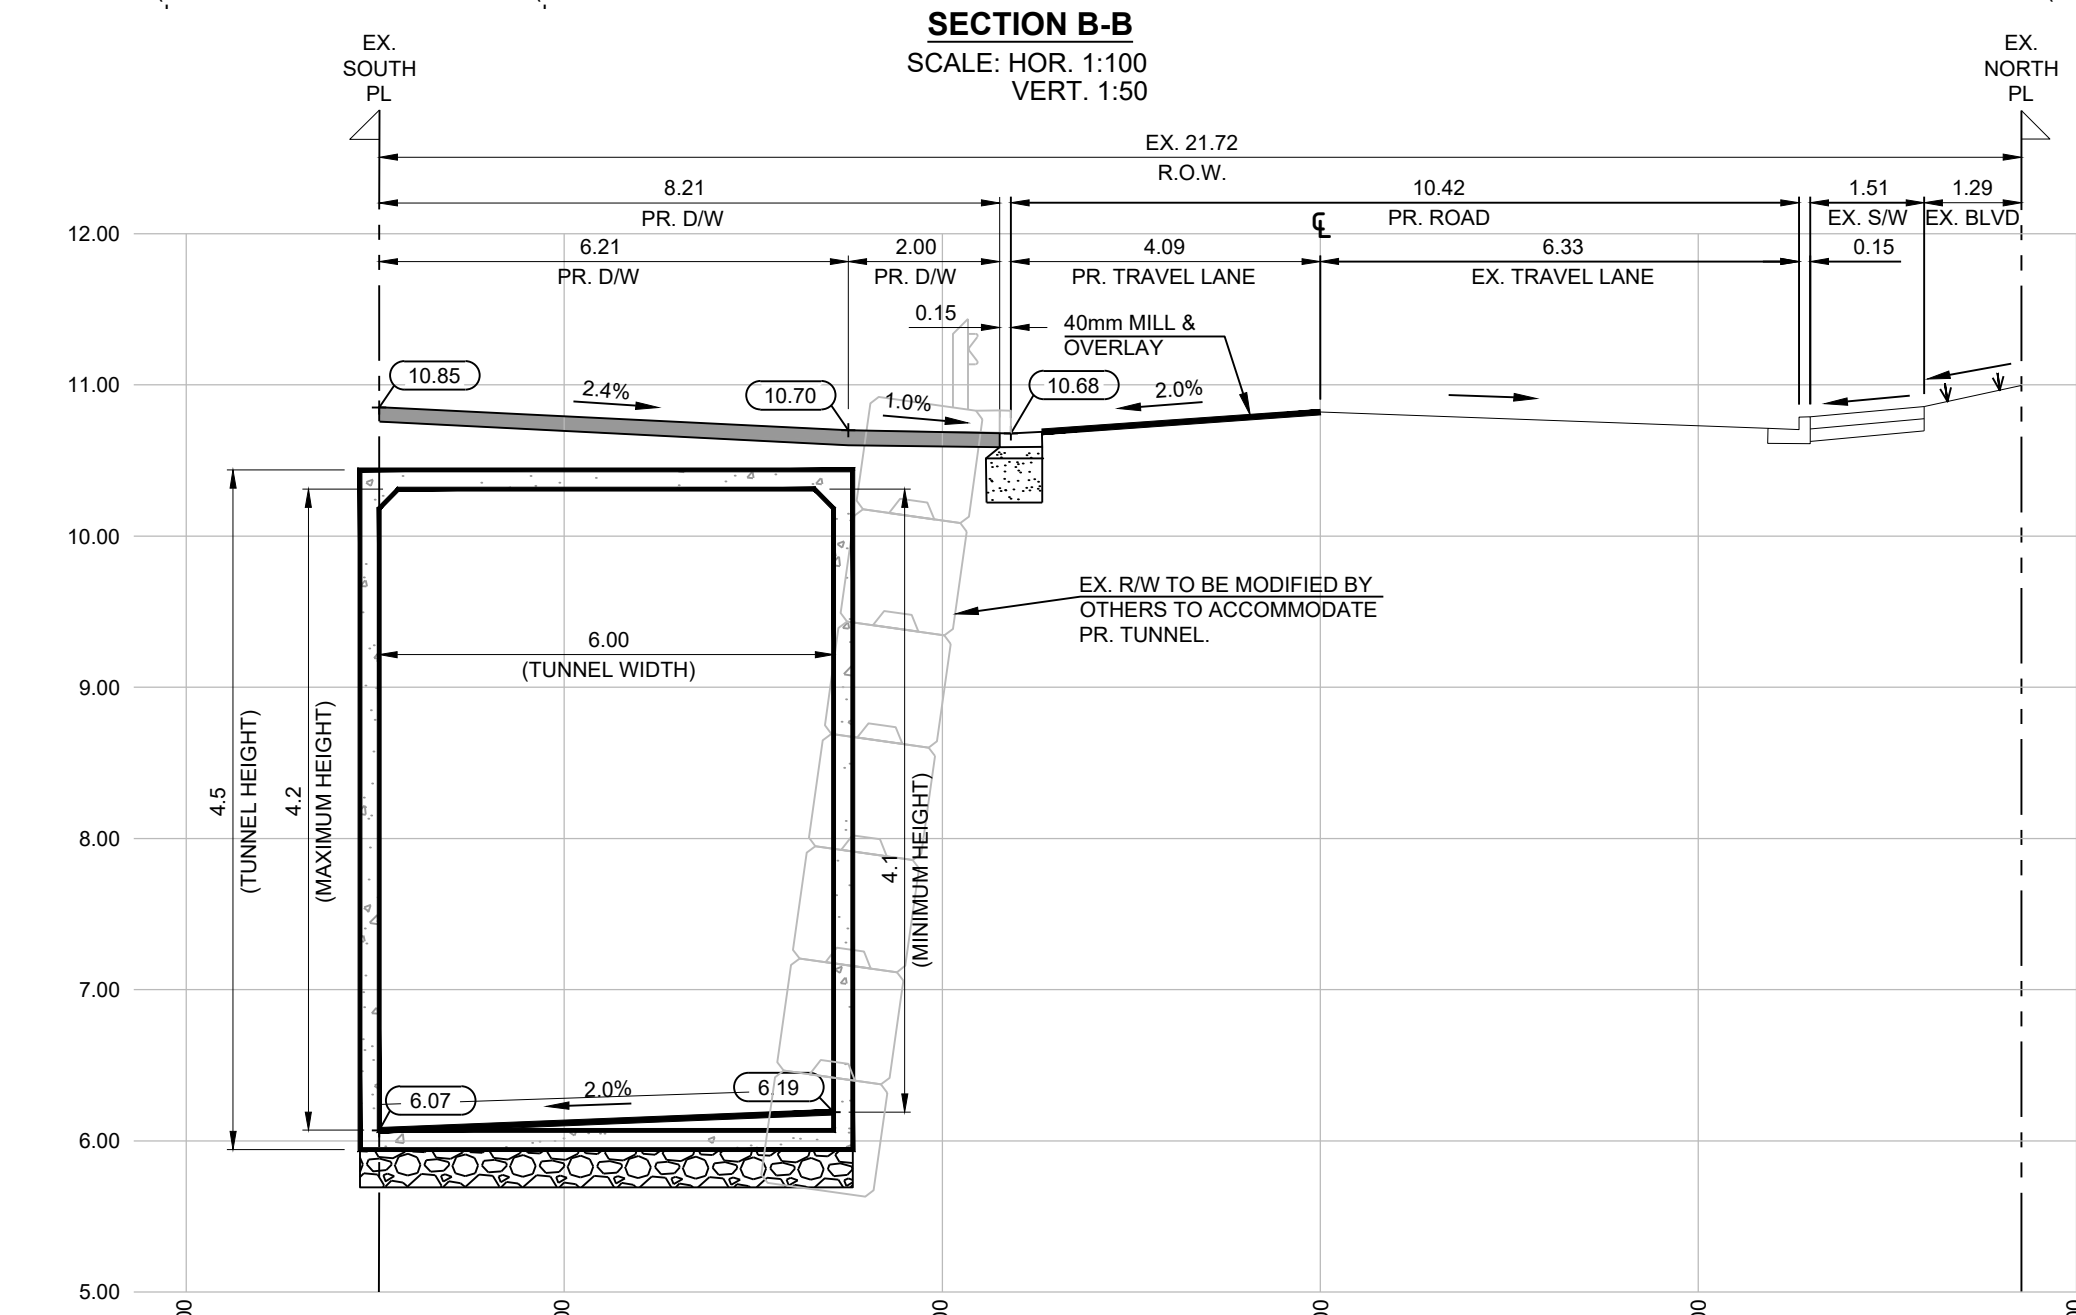 SECTION B-B
SCALE: HOR. 1:100
VERT. 1:50
EX.
SOUTH
PL
EX.
NORTH
PL
EX. 21.72
R.O.W.
8.21
PR. D/W
10.42
PR. ROAD
1.51
EX. S/W
1.29
EX. BLVD
12.00
6.21
PR. D/W
2.00
PR. D/W
4.09
PR. TRAVEL LANE
℄
6.33
EX. TRAVEL LANE
0.15
0.15
40mm MILL &
OVERLAY
11.00
10.85
2.4%
10.70
1.0%
10.68
2.0%
10.00
EX. R/W TO BE MODIFIED BY
OTHERS TO ACCOMMODATE
PR. TUNNEL.
6.00
(TUNNEL WIDTH)
9.00
4.5
(TUNNEL HEIGHT)
4.2
(MAXIMUM HEIGHT)
4.1
(MINIMUM HEIGHT)
8.00
7.00
6.07
2.0%
6.19
6.00
5.00